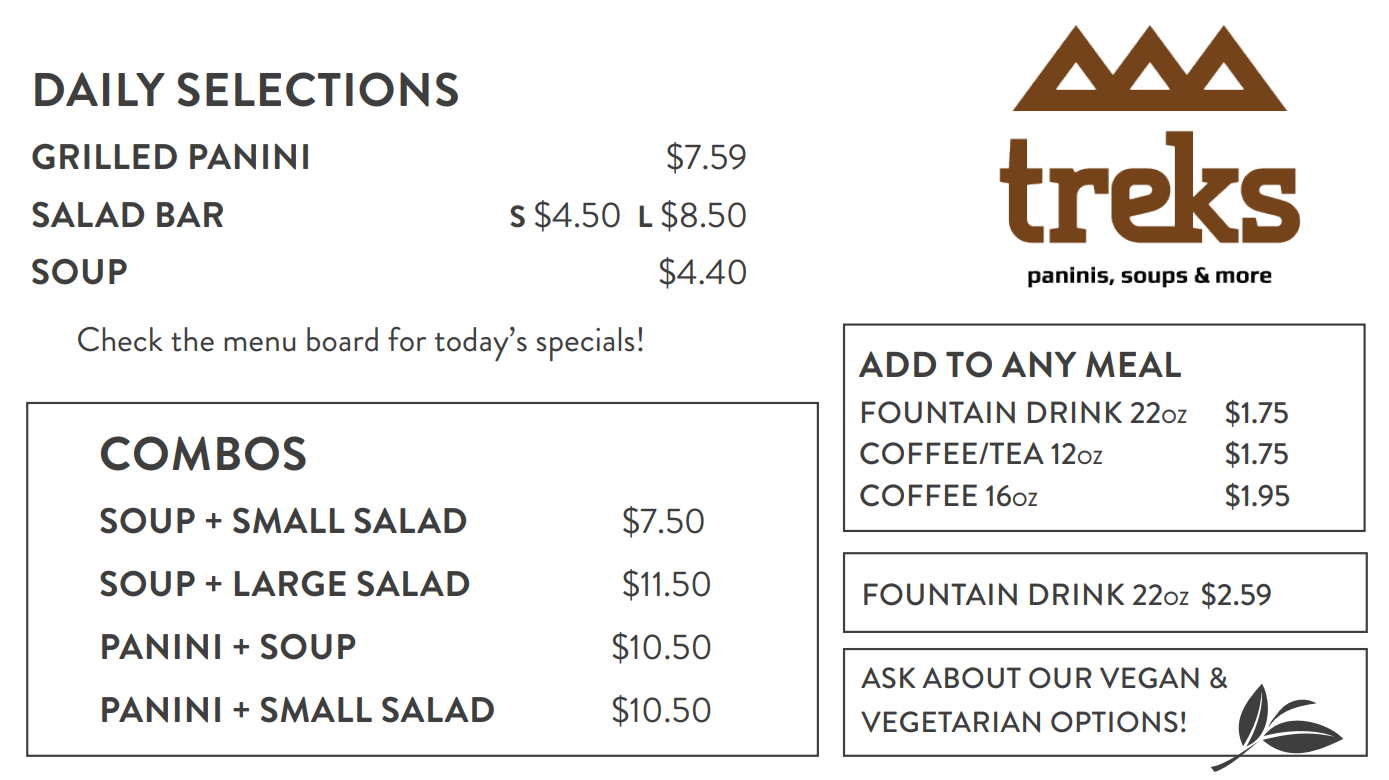 DAILY SELECTIONS
GRILLED PANINI $7.59
SALAD BAR S $4.50 L $8.50
SOUP $4.40
Check the menu board for today's specials!
COMBOS
SOUP + SMALL SALAD $7.50
SOUP + LARGE SALAD $11.50
PANINI + SOUP $10.50
PANINI + SMALL SALAD $10.50
treks
paninis, soups & more
ADD TO ANY MEAL
FOUNTAIN DRINK 22oz $1.75
COFFEE/TEA 12oz $1.75
COFFEE 16oz $1.95
FOUNTAIN DRINK 22oz $2.59
ASK ABOUT OUR VEGAN &
VEGETARIAN OPTIONS!